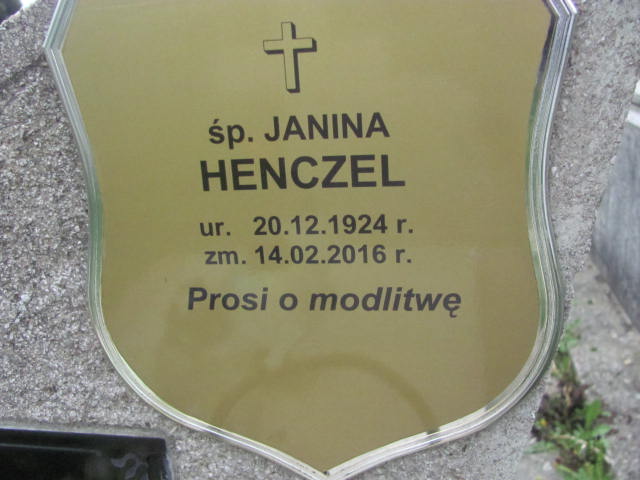 śp. JANINA
HENCZEL
ur. 20.12.1924 r.
zm. 14.02.2016 r.
Prosi o modlitwę